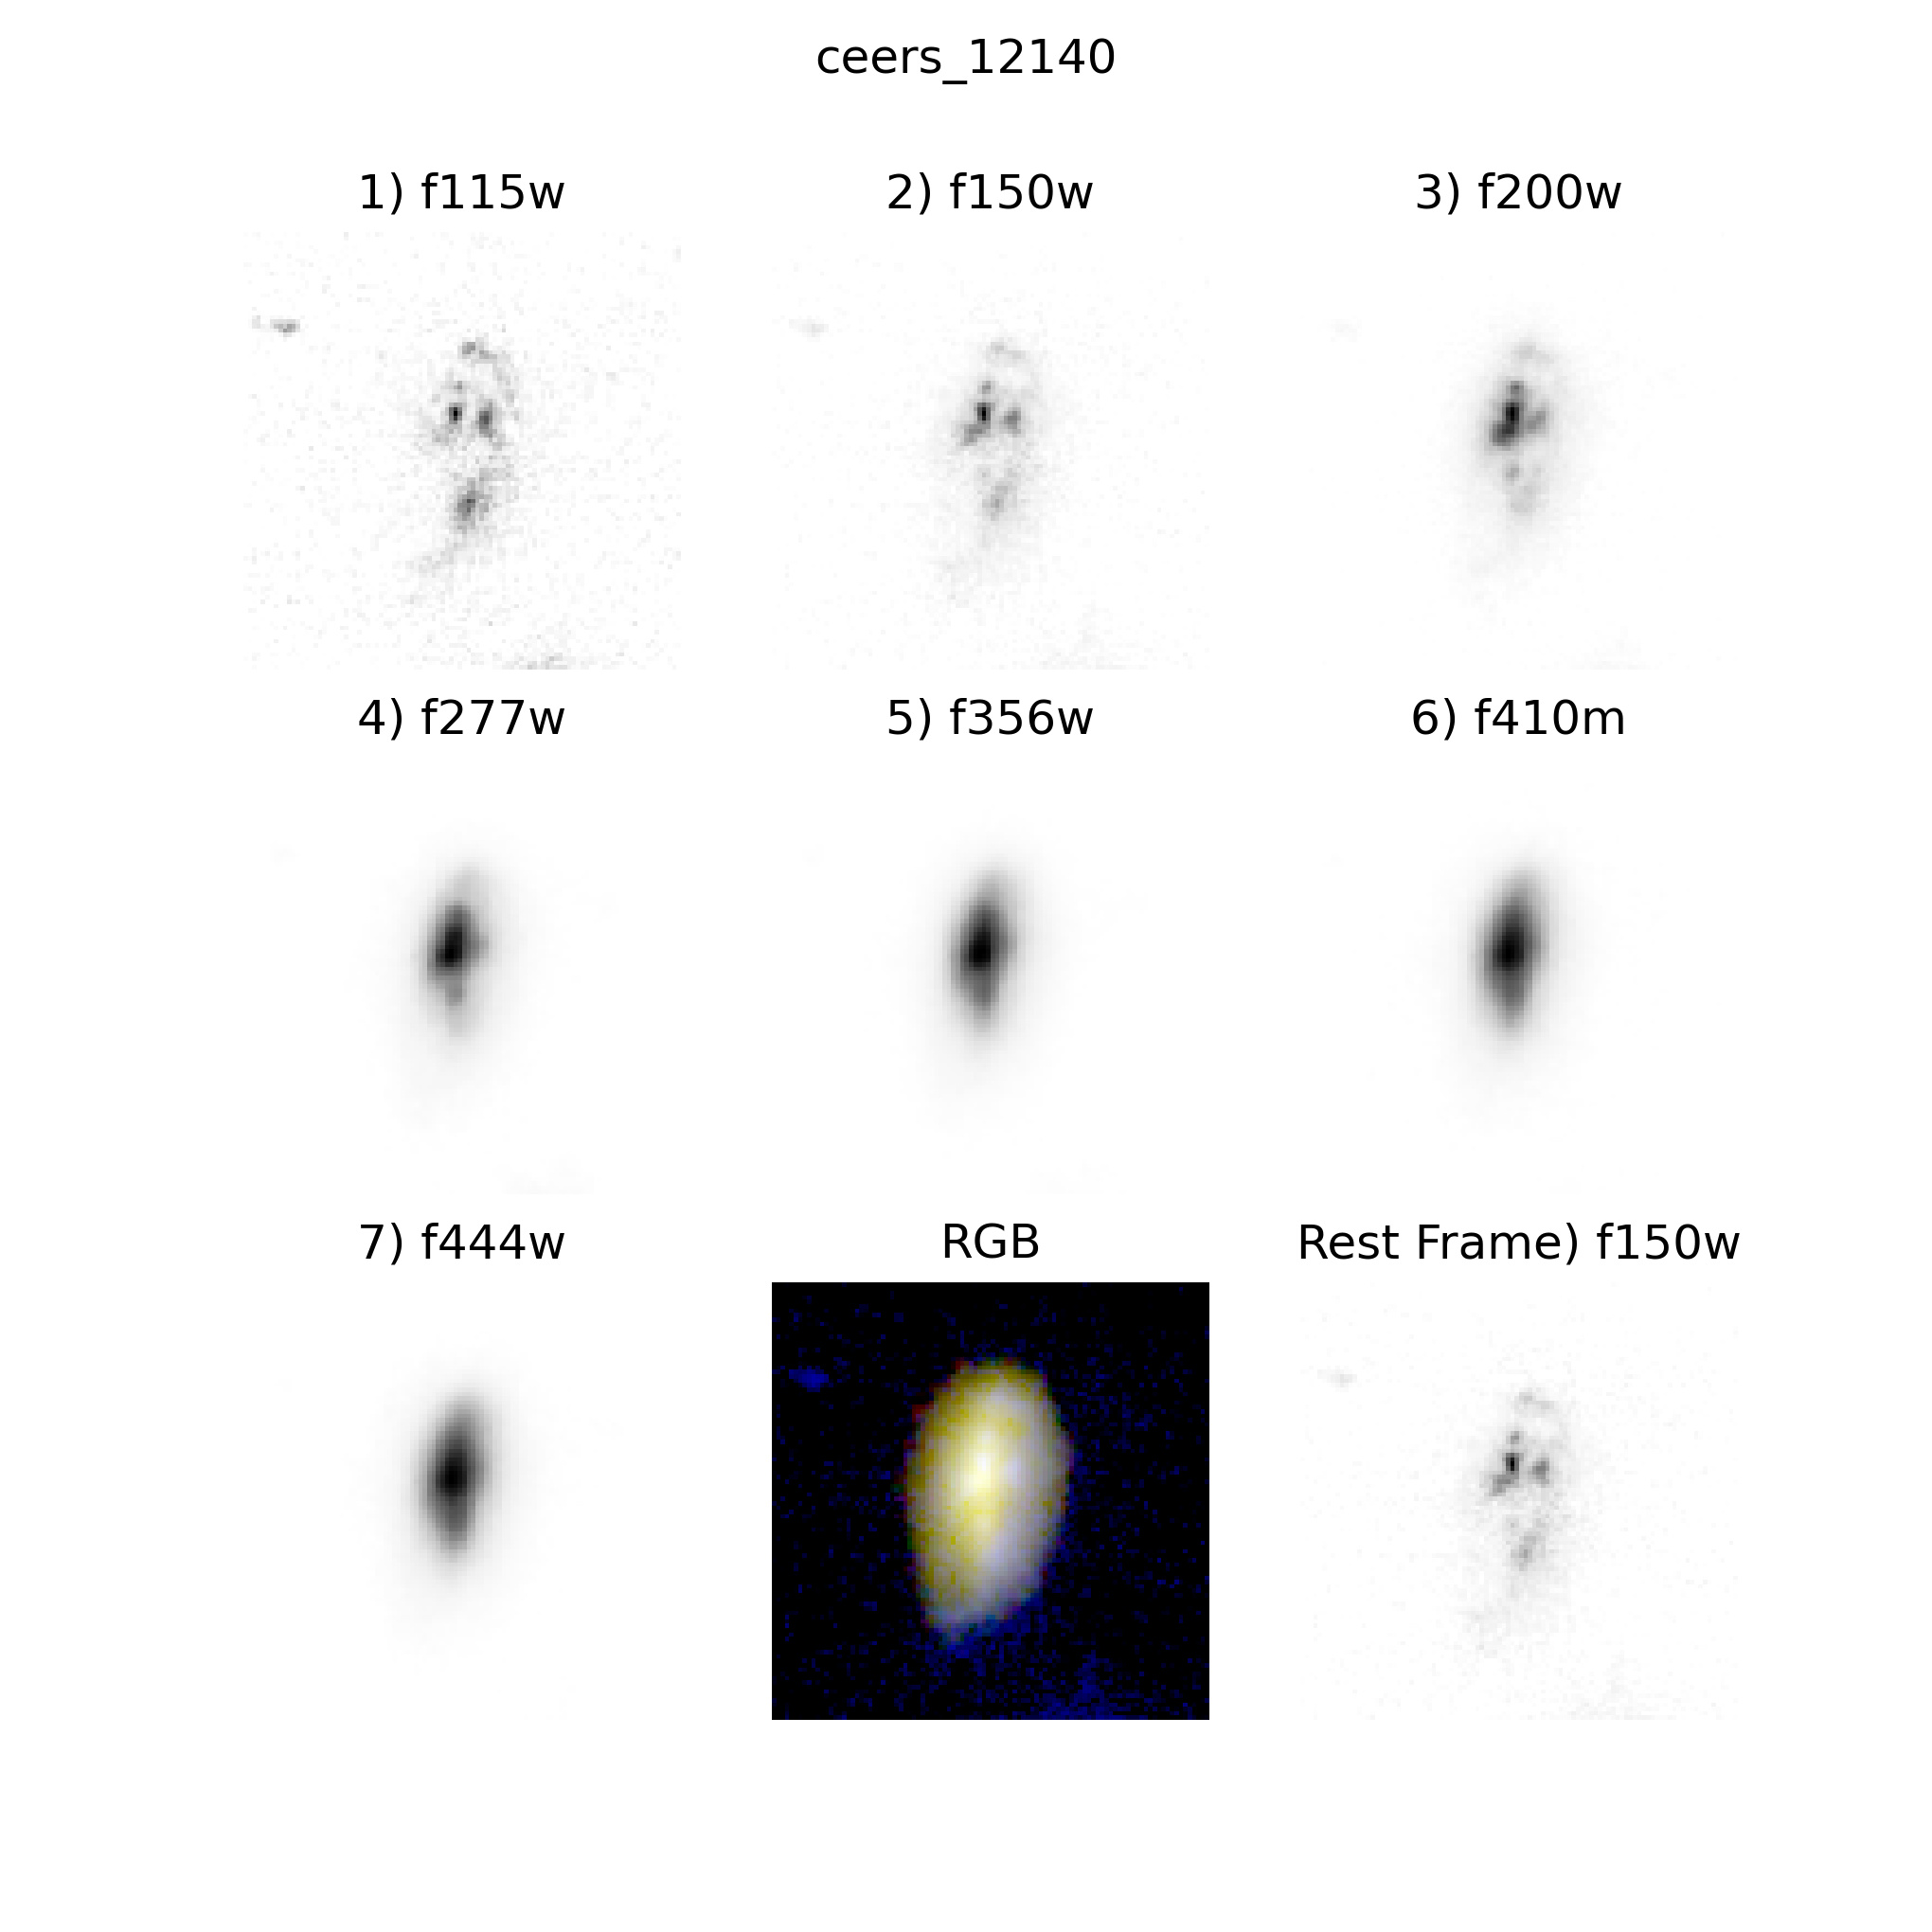 ceers_12140
1) f115w
2) f150w
3) f200w
4) f277w
5) f356w
6) f410m
7) f444w
RGB
Rest Frame) f150w